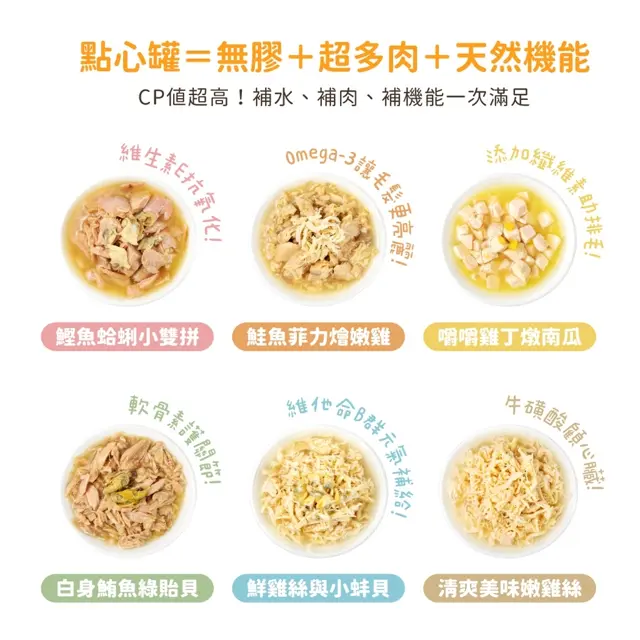 點心罐＝無膠＋超多肉＋天然機能
CP值超高！補水、補肉、補機能一次滿足
維生素E抗氧化!
Omega-3讓毛髮更亮麗!
添加纖維素助排毛!
鰹魚蛤蜊小雙拼
鮭魚菲力燴嫩雞
嚼嚼雞丁燉南瓜
軟骨素護關節!
維他命B群元氣補給!
牛磺酸顧心臟!
白身鮪魚綠貽貝
鮮雞絲與小蚌貝
清爽美味嫩雞絲